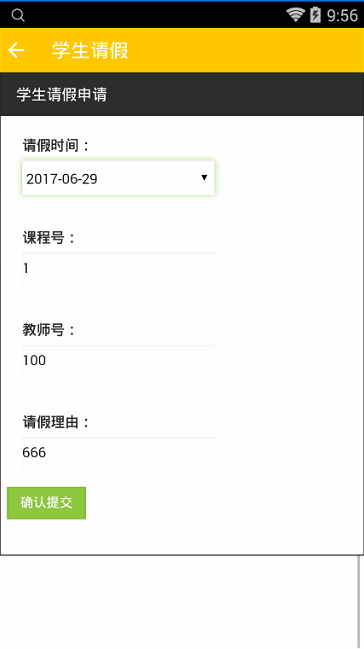 9:56
学生请假
学生请假申请
请假时间：
2017-06-29
课程号：
1
教师号：
100
请假理由：
666
确认提交